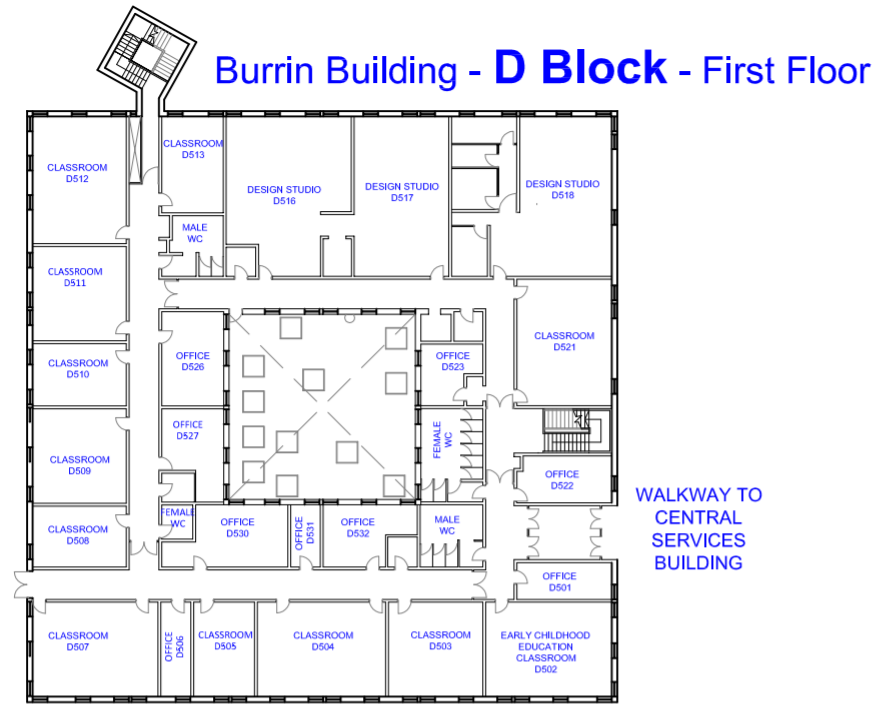 Burrin Building - D Block - First Floor
CLASSROOM
D513
CLASSROOM
D512
DESIGN STUDIO
D516
DESIGN STUDIO
D517
DESIGN STUDIO
D518
MALE
WC
CLASSROOM
D511
CLASSROOM
D521
OFFICE
D526
OFFICE
D523
CLASSROOM
D510
OFFICE
D527
FEMALE
WC
CLASSROOM
D509
OFFICE
D522
WALKWAY TO
CENTRAL
SERVICES
BUILDING
CLASSROOM
D508
FEMALE
WC
OFFICE
D530
OFFICE
D531
OFFICE
D532
MALE
WC
OFFICE
D501
CLASSROOM
D507
OFFICE
D506
CLASSROOM
D505
CLASSROOM
D504
CLASSROOM
D503
EARLY CHILDHOOD
EDUCATION
CLASSROOM
D502